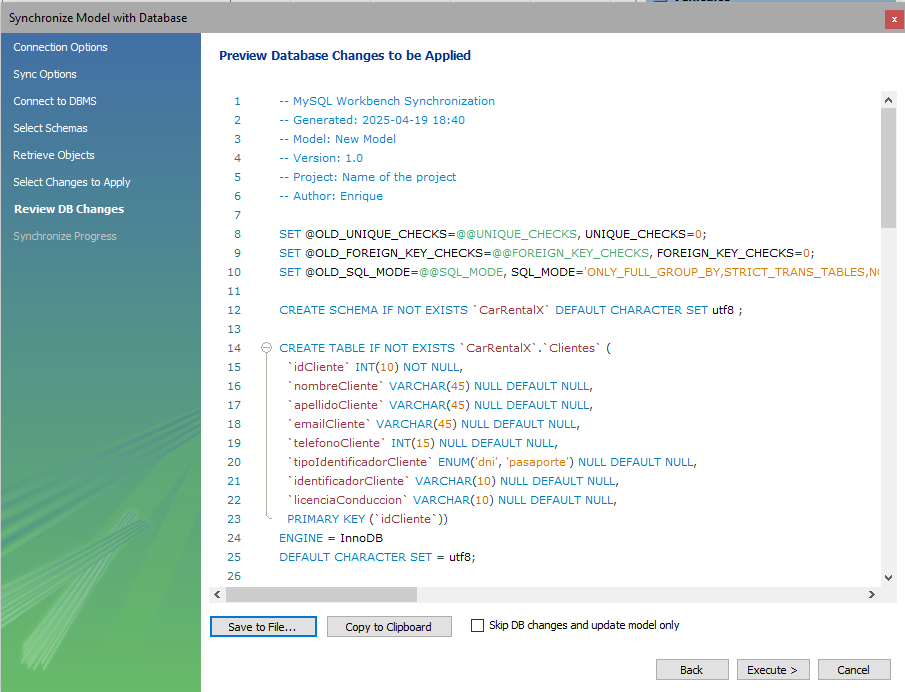 Synchronize Model with Database
x
Connection Options
Sync Options
Connect to DBMS
Select Schemas
Retrieve Objects
Select Changes to Apply
Review DB Changes
Synchronize Progress
Preview Database Changes to be Applied
1 -- MySQL Workbench Synchronization
2 -- Generated: 2025-04-19 18:40
3 -- Model: New Model
4 -- Version: 1.0
5 -- Project: Name of the project
6 -- Author: Enrique
7
8 SET @OLD_UNIQUE_CHECKS=@@UNIQUE_CHECKS, UNIQUE_CHECKS=0;
9 SET @OLD_FOREIGN_KEY_CHECKS=@@FOREIGN_KEY_CHECKS, FOREIGN_KEY_CHECKS=0;
10 SET @OLD_SQL_MODE=@@SQL_MODE, SQL_MODE='ONLY_FULL_GROUP_BY,STRICT_TRANS_TABLES,
11
12 CREATE SCHEMA IF NOT EXISTS `CarRentalX` DEFAULT CHARACTER SET utf8 ;
13
14 CREATE TABLE IF NOT EXISTS `CarRentalX`.`Clientes` (
15 `idCliente` INT(10) NOT NULL,
16 `nombreCliente` VARCHAR(45) NULL DEFAULT NULL,
17 `apellidoCliente` VARCHAR(45) NULL DEFAULT NULL,
18 `emailCliente` VARCHAR(45) NULL DEFAULT NULL,
19 `telefonoCliente` INT(15) NULL DEFAULT NULL,
20 `tipoIdentificadorCliente` ENUM('dni', 'pasaporte') NULL DEFAULT NULL,
21 `identificadorCliente` VARCHAR(10) NULL DEFAULT NULL,
22 `licenciaConduccion` VARCHAR(10) NULL DEFAULT NULL,
23 PRIMARY KEY (`idCliente`))
24 ENGINE = InnoDB
25 DEFAULT CHARACTER SET = utf8;
26
Save to File...
Copy to Clipboard
Skip DB changes and update model only
Back
Execute >
Cancel